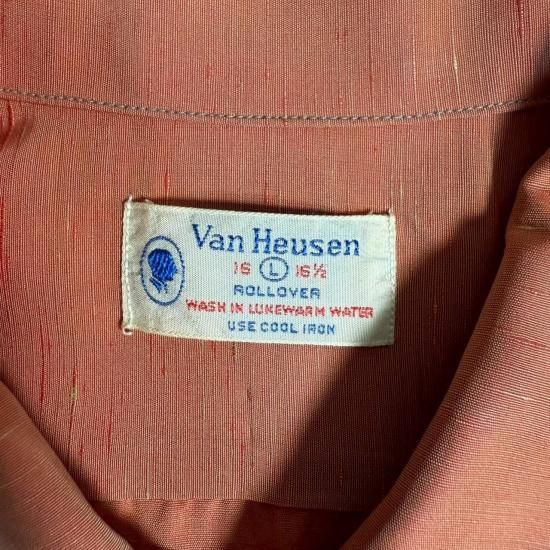 Van Heusen
16 L 16½
ROLLOVER
WASH IN LUKEWARM WATER
USE COOL IRON